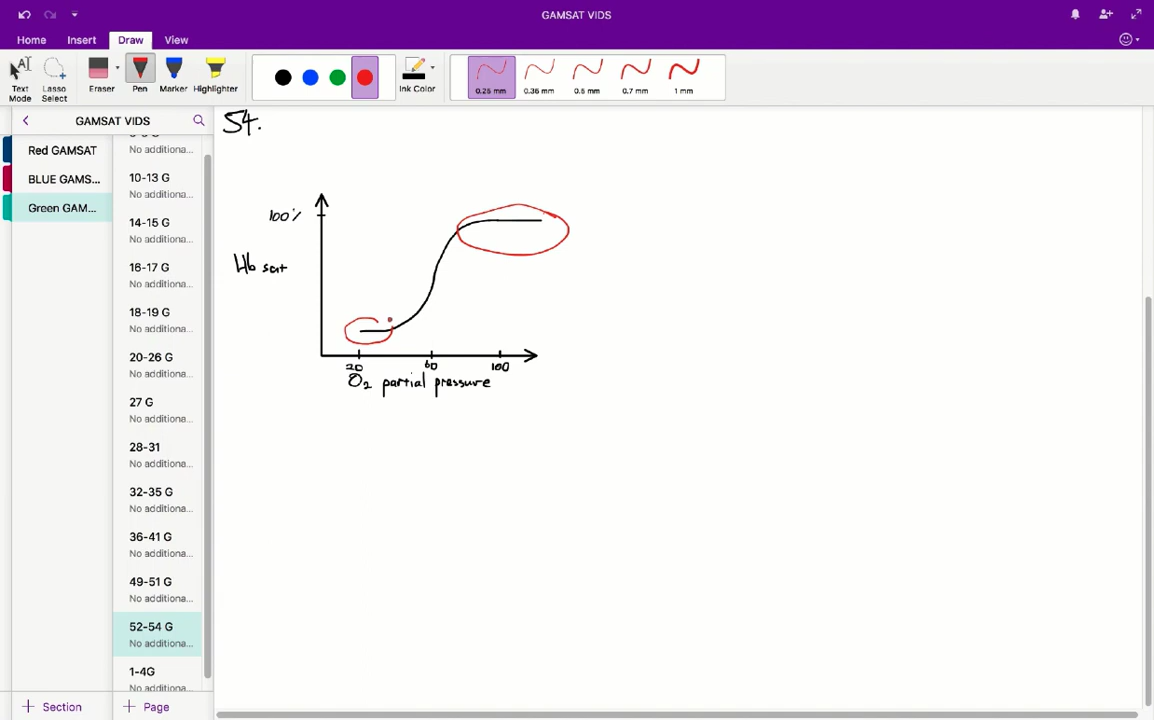 GAMSAT VIDS
Home Insert Draw View
Text Mode
Lasso Select
Eraser
Pen
Marker
Highlighter
Ink Color
0.25 mm
0.35 mm
0.5 mm
0.7 mm
1 mm
GAMSAT VIDS
Red GAMSAT
BLUE GAMS...
Green GAM...
No additiona...
10-13 G
No additiona...
14-15 G
No additiona...
16-17 G
No additiona...
18-19 G
No additiona...
20-26 G
No additiona...
27 G
No additiona...
28-31
No additiona...
32-35 G
No additiona...
36-41 G
No additiona...
49-51 G
No additiona...
52-54 G
No additiona...
1-4G
No additiona...
+ Section
+ Page
54.
100%
Hb sat
20 60 100
O2 partial pressure